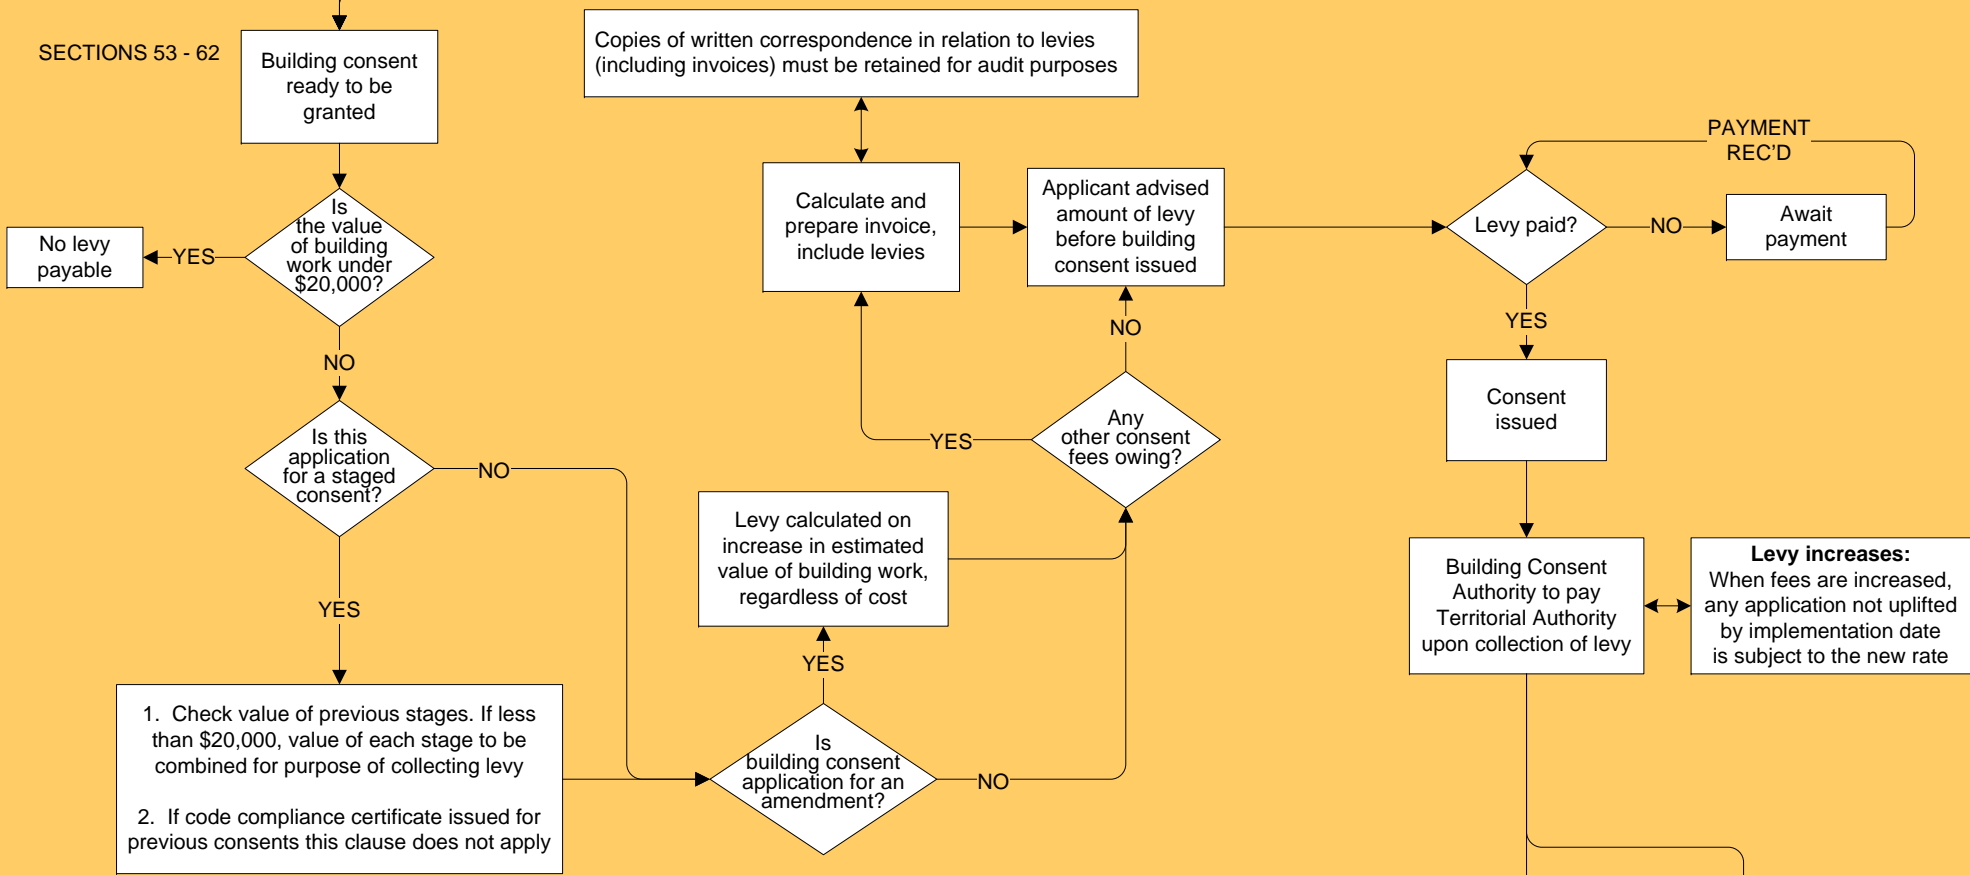 SECTIONS 53 - 62
Building consent
ready to be
granted
Is
the value
of building
work under
$20,000?
YES
No levy
payable
NO
Is this
application
for a staged
consent?
NO
YES
1. Check value of previous stages. If less
than $20,000, value of each stage to be
combined for purpose of collecting levy
2. If code compliance certificate issued for
previous consents this clause does not apply
Is
building consent
application for an
amendment?
YES
NO
Levy calculated on
increase in estimated
value of building work,
regardless of cost
Any
other consent
fees owing?
YES
NO
Calculate and
prepare invoice,
include levies
Copies of written correspondence in relation to levies
(including invoices) must be retained for audit purposes
Applicant advised
amount of levy
before building
consent issued
Levy paid?
NO
Await
payment
PAYMENT
REC'D
YES
Consent
issued
Building Consent
Authority to pay
Territorial Authority
upon collection of levy
Levy increases:
When fees are increased,
any application not uplifted
by implementation date
is subject to the new rate